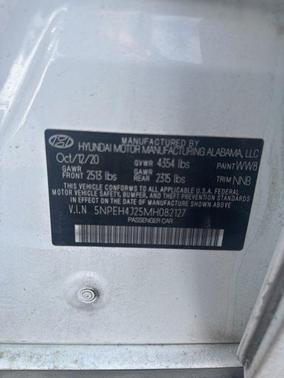 MANUFACTURED BY
HYUNDAI MOTOR MANUFACTURING ALABAMA, LLC
Oct/12/20 GVWR 4354 lbs PAINT WW8
GAWR FRONT 2513 lbs GAWR REAR 2315 lbs TRIM NNB
THIS VEHICLE CONFORMS TO ALL APPLICABLE U.S. FEDERAL
MOTOR VEHICLE SAFETY, BUMPER, AND THEFT PREVENTION STANDARDS
IN EFFECT ON THE DATE OF MANUFACTURE SHOWN ABOVE.
V.I.N 5NPEH4J25MH082127
PASSENGER CAR